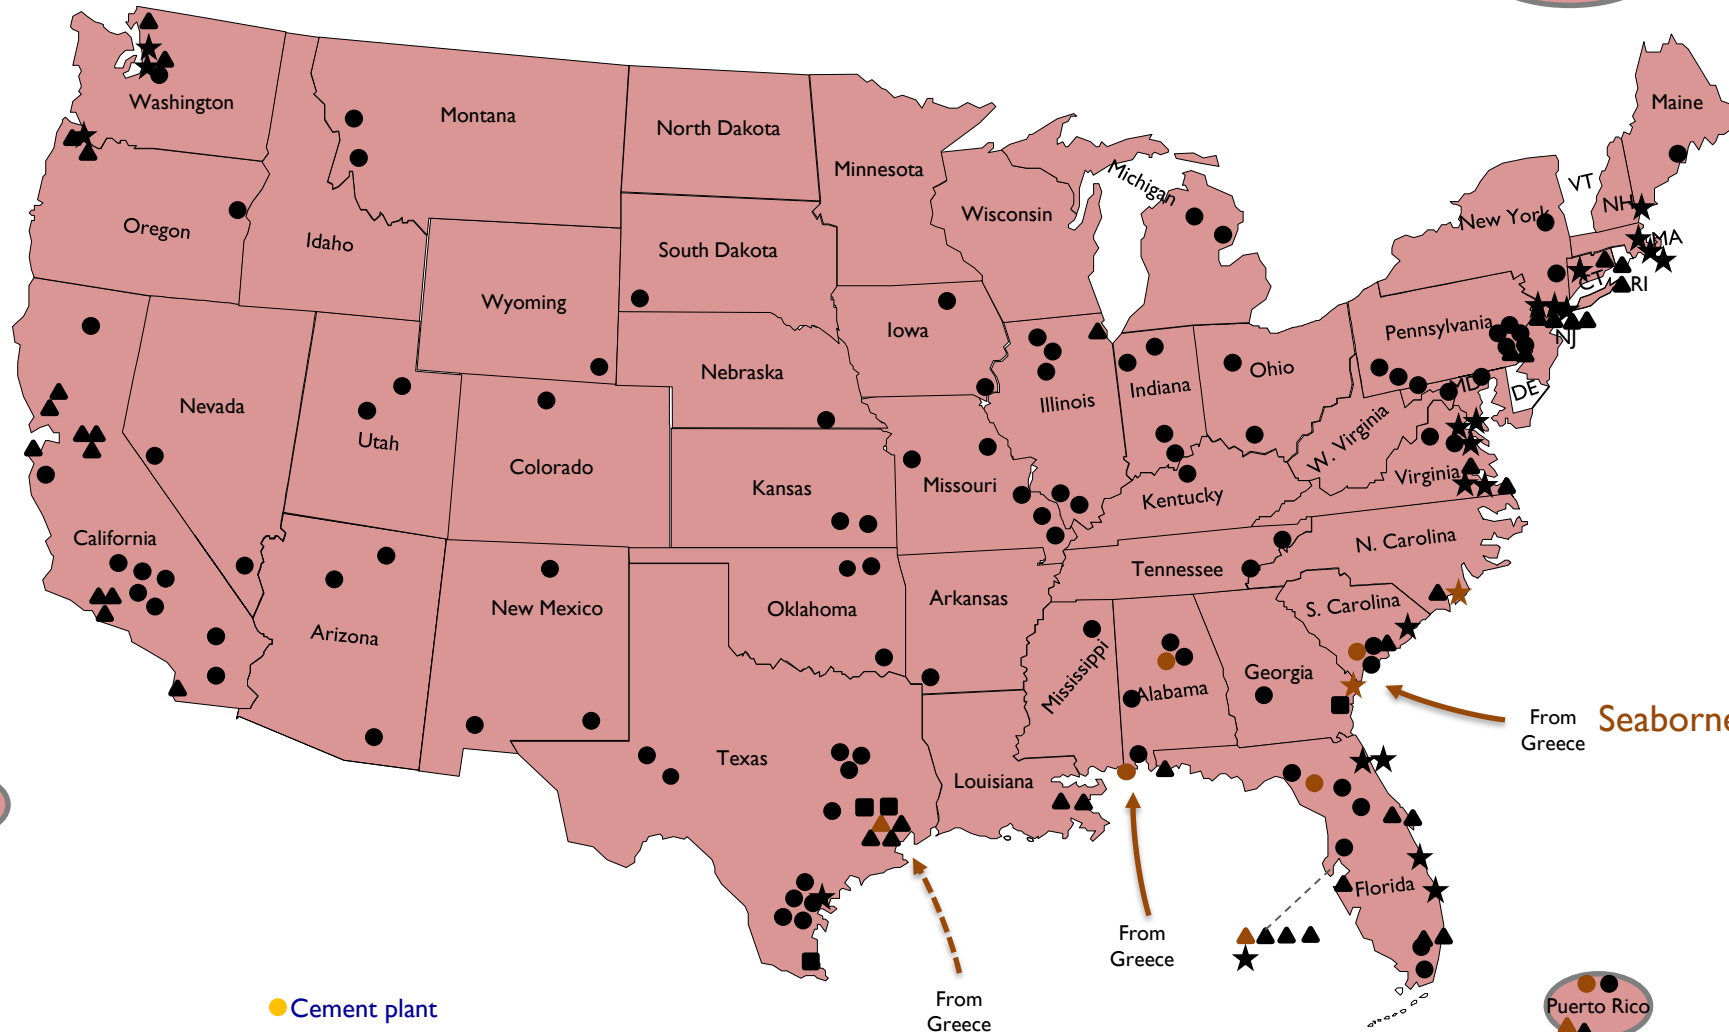 Washington
Montana
North Dakota
Minnesota
Maine
Michigan
VT
NH
New York
Wisconsin
Oregon
Idaho
South Dakota
MA
CT
RI
Wyoming
Iowa
Pennsylvania
NJ
Nebraska
Nevada
Utah
Illinois
Indiana
Ohio
MD
DE
W. Virginia
Colorado
Kansas
Missouri
Kentucky
Virginia
California
N. Carolina
Tennessee
New Mexico
Oklahoma
Arkansas
S. Carolina
Arizona
Mississippi
Alabama
Georgia
Texas
Louisiana
From
Greece
Seaborne
Florida
From
Greece
From
Greece
Cement plant
Puerto Rico